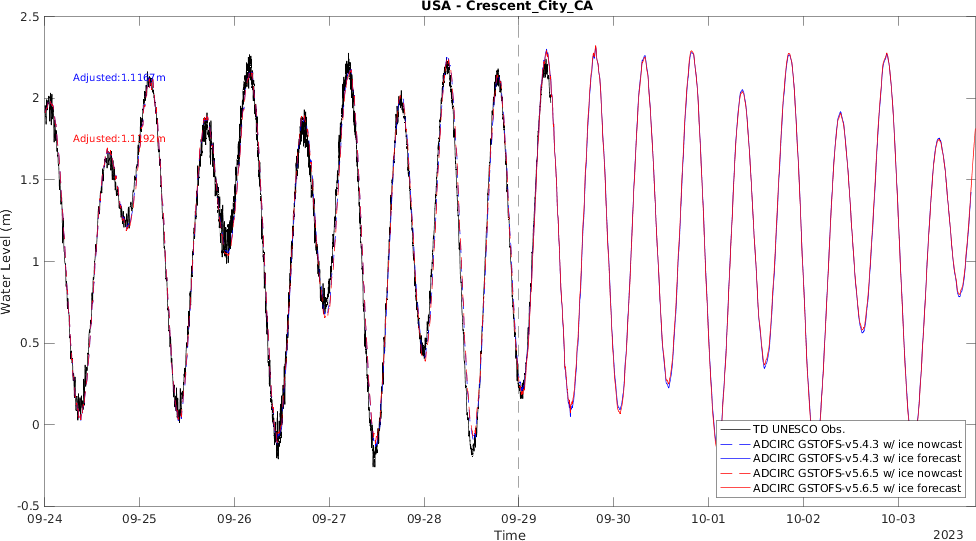 USA - Crescent_City_CA
2.5
2
1.5
1
0.5
0
-0.5
Water Level (m)
Adjusted:1.1167m
Adjusted:1.1192m
TD UNESCO Obs.
ADCIRC GSTOFS-v5.4.3 w/ ice nowcast
ADCIRC GSTOFS-v5.4.3 w/ ice forecast
ADCIRC GSTOFS-v5.6.5 w/ ice nowcast
ADCIRC GSTOFS-v5.6.5 w/ ice forecast
09-24 09-25 09-26 09-27 09-28 09-29 09-30 10-01 10-02 10-03
Time
2023